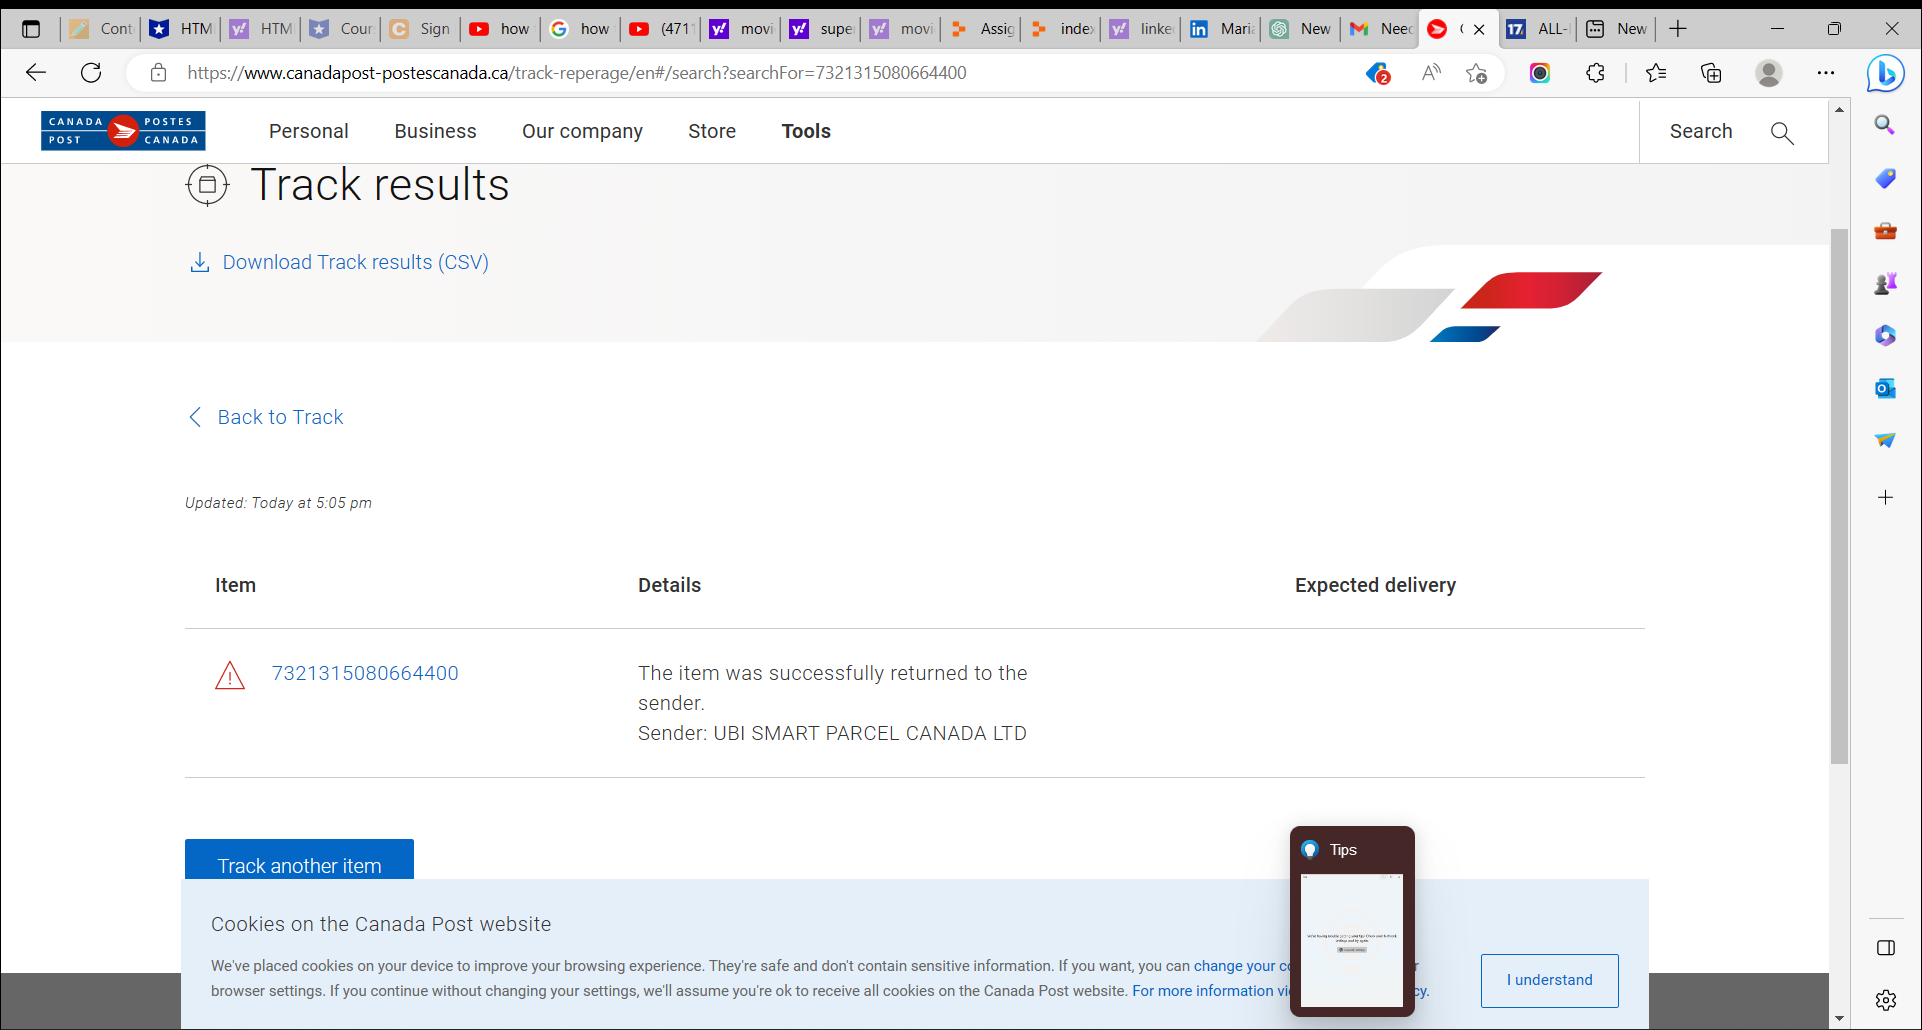 Cont
HTM
HTM
Cour
Sign
how
how
(471
movi
super
movi
Assig
index
linke
Maria
New
Need
ALL-
New
https://www.canadapost-postescanada.ca/track-reperage/en#/search?searchFor=7321315080664400
2
CANADA POSTES
POST CANADA
Personal
Business
Our company
Store
Tools
Search
Track results
Download Track results (CSV)
Back to Track
Updated: Today at 5:05 pm
Item Details Expected delivery
7321315080664400
The item was successfully returned to the
sender.
Sender: UBI SMART PARCEL CANADA LTD
Track another item
Tips
Cookies on the Canada Post website
We've placed cookies on your device to improve your browsing experience. They're safe and don't contain sensitive information. If you want, you can change your co
browser settings. If you continue without changing your settings, we'll assume you're ok to receive all cookies on the Canada Post website. For more information vi cy.
I understand